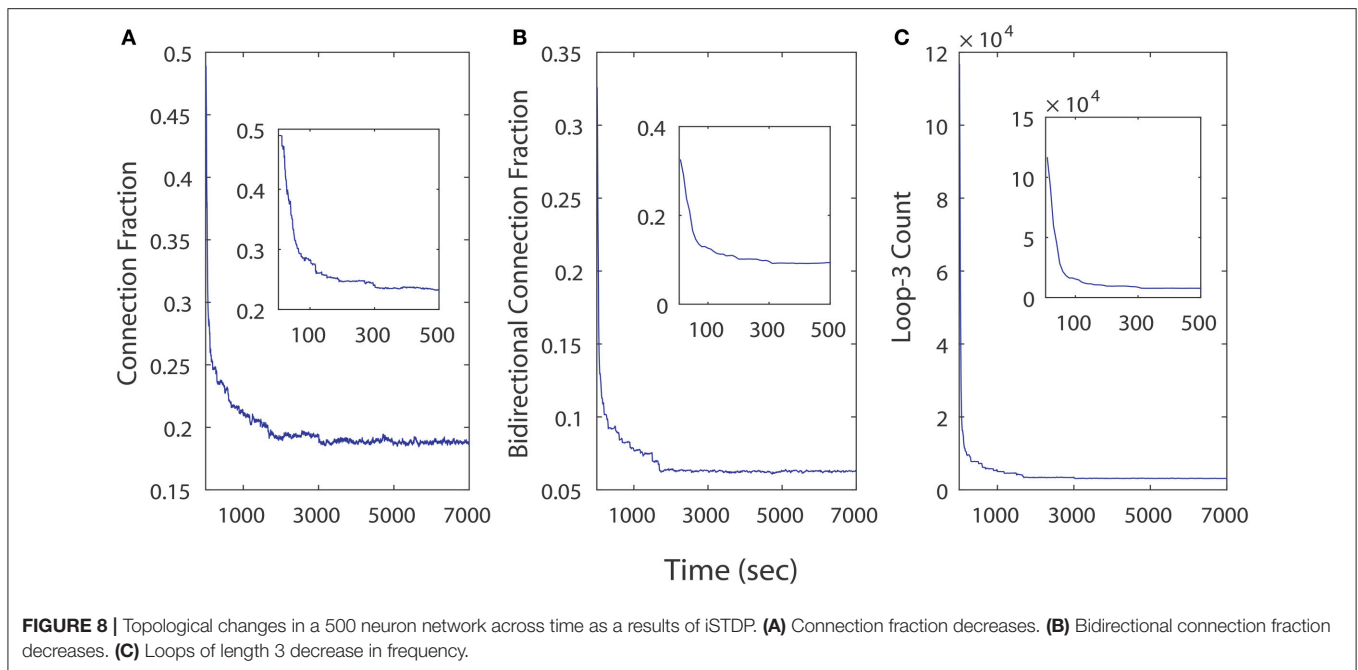 A
0.5
0.45
0.4
0.35
0.3
0.25
0.2
0.15
Connection Fraction
0.5
0.4
0.3
0.2
100 300 500
1000 3000 5000 7000
B
0.35
0.3
0.25
0.2
0.15
0.1
0.05
Bidirectional Connection Fraction
0.4
0.2
0
100 300 500
1000 3000 5000 7000
C
× 10⁴
12
10
8
6
4
2
0
Loop-3 Count
× 10⁴
15
10
5
0
100 300 500
1000 3000 5000 7000
Time (sec)
FIGURE 8 | Topological changes in a 500 neuron network across time as a results of iSTDP. (A) Connection fraction decreases. (B) Bidirectional connection fraction
decreases. (C) Loops of length 3 decrease in frequency.